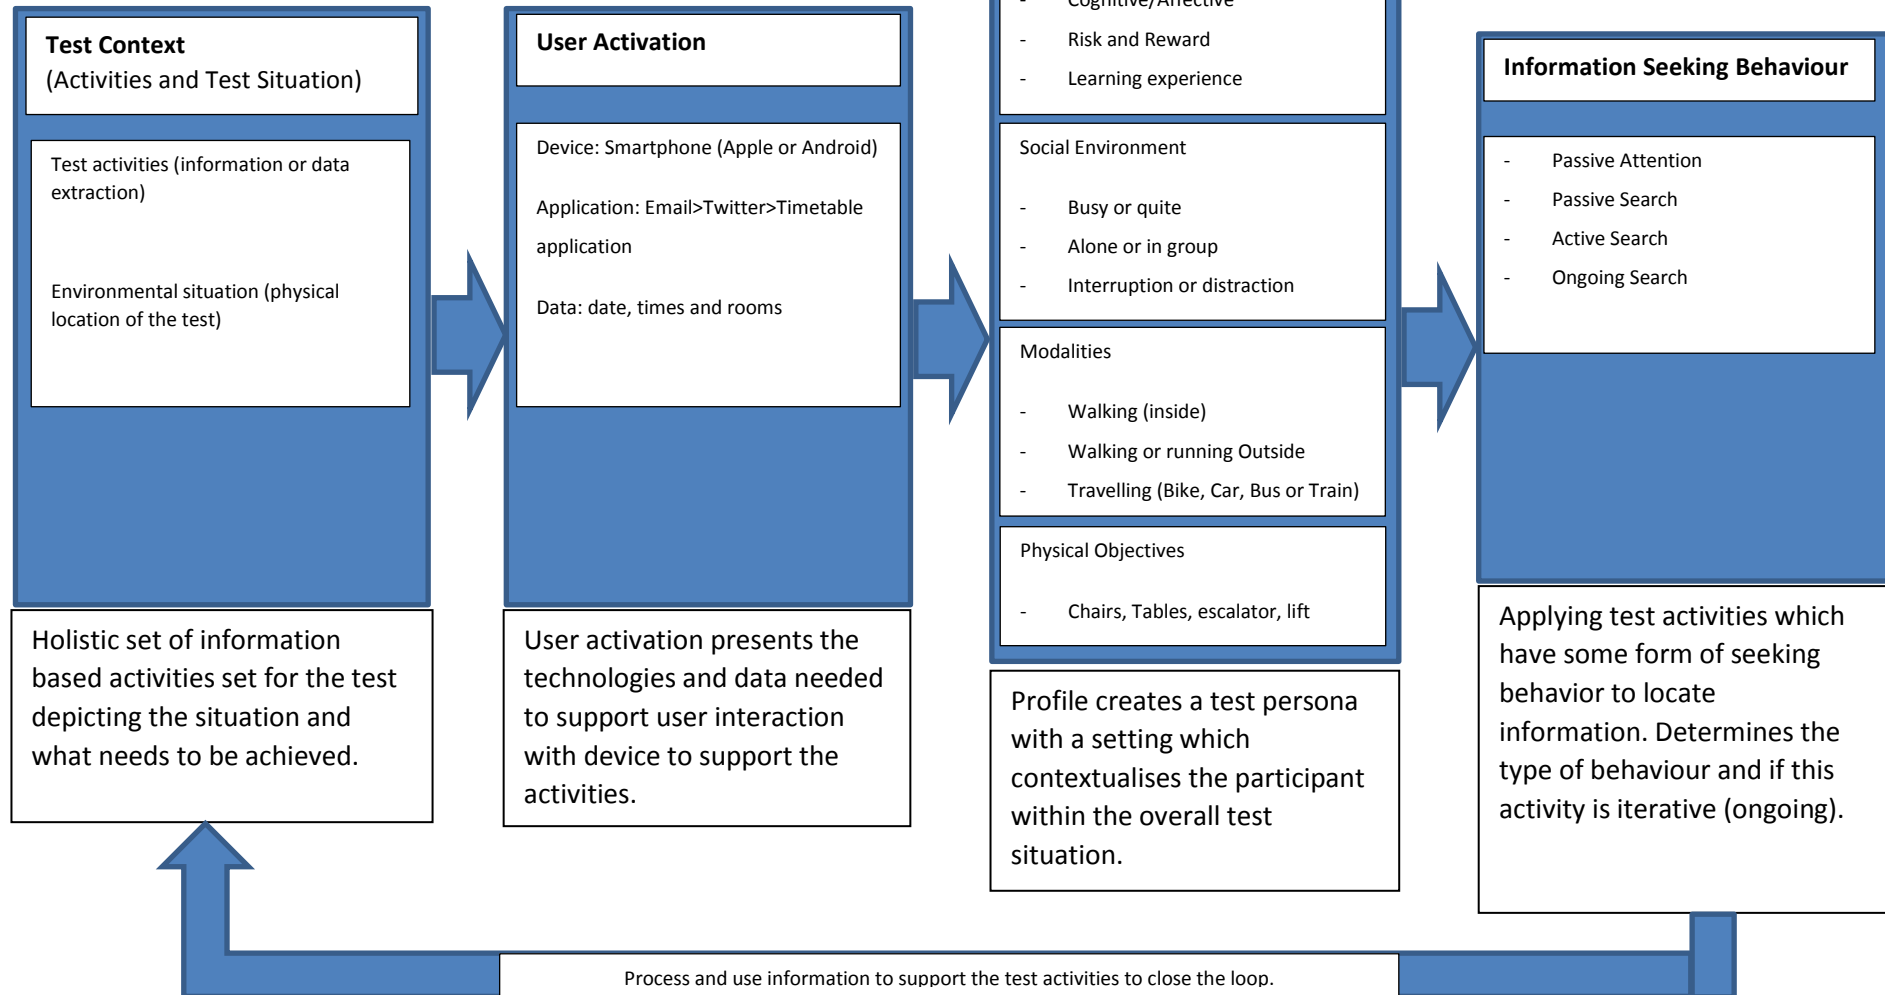 Test Context
(Activities and Test Situation)
Test activities (information or data
extraction)
Environmental situation (physical
location of the test)
Holistic set of information
based activities set for the test
depicting the situation and
what needs to be achieved.
User Activation
Device: Smartphone (Apple or Android)
Application: Email>Twitter>Timetable
application
Data: date, times and rooms
User activation presents the
technologies and data needed
to support user interaction
with device to support the
activities.
- Cognitive/Affective
- Risk and Reward
- Learning experience
Social Environment
- Busy or quite
- Alone or in group
- Interruption or distraction
Modalities
- Walking (inside)
- Walking or running Outside
- Travelling (Bike, Car, Bus or Train)
Physical Objectives
- Chairs, Tables, escalator, lift
Profile creates a test persona
with a setting which
contextualises the participant
within the overall test
situation.
Information Seeking Behaviour
- Passive Attention
- Passive Search
- Active Search
- Ongoing Search
Applying test activities which
have some form of seeking
behavior to locate
information. Determines the
type of behaviour and if this
activity is iterative (ongoing).
Process and use information to support the test activities to close the loop.